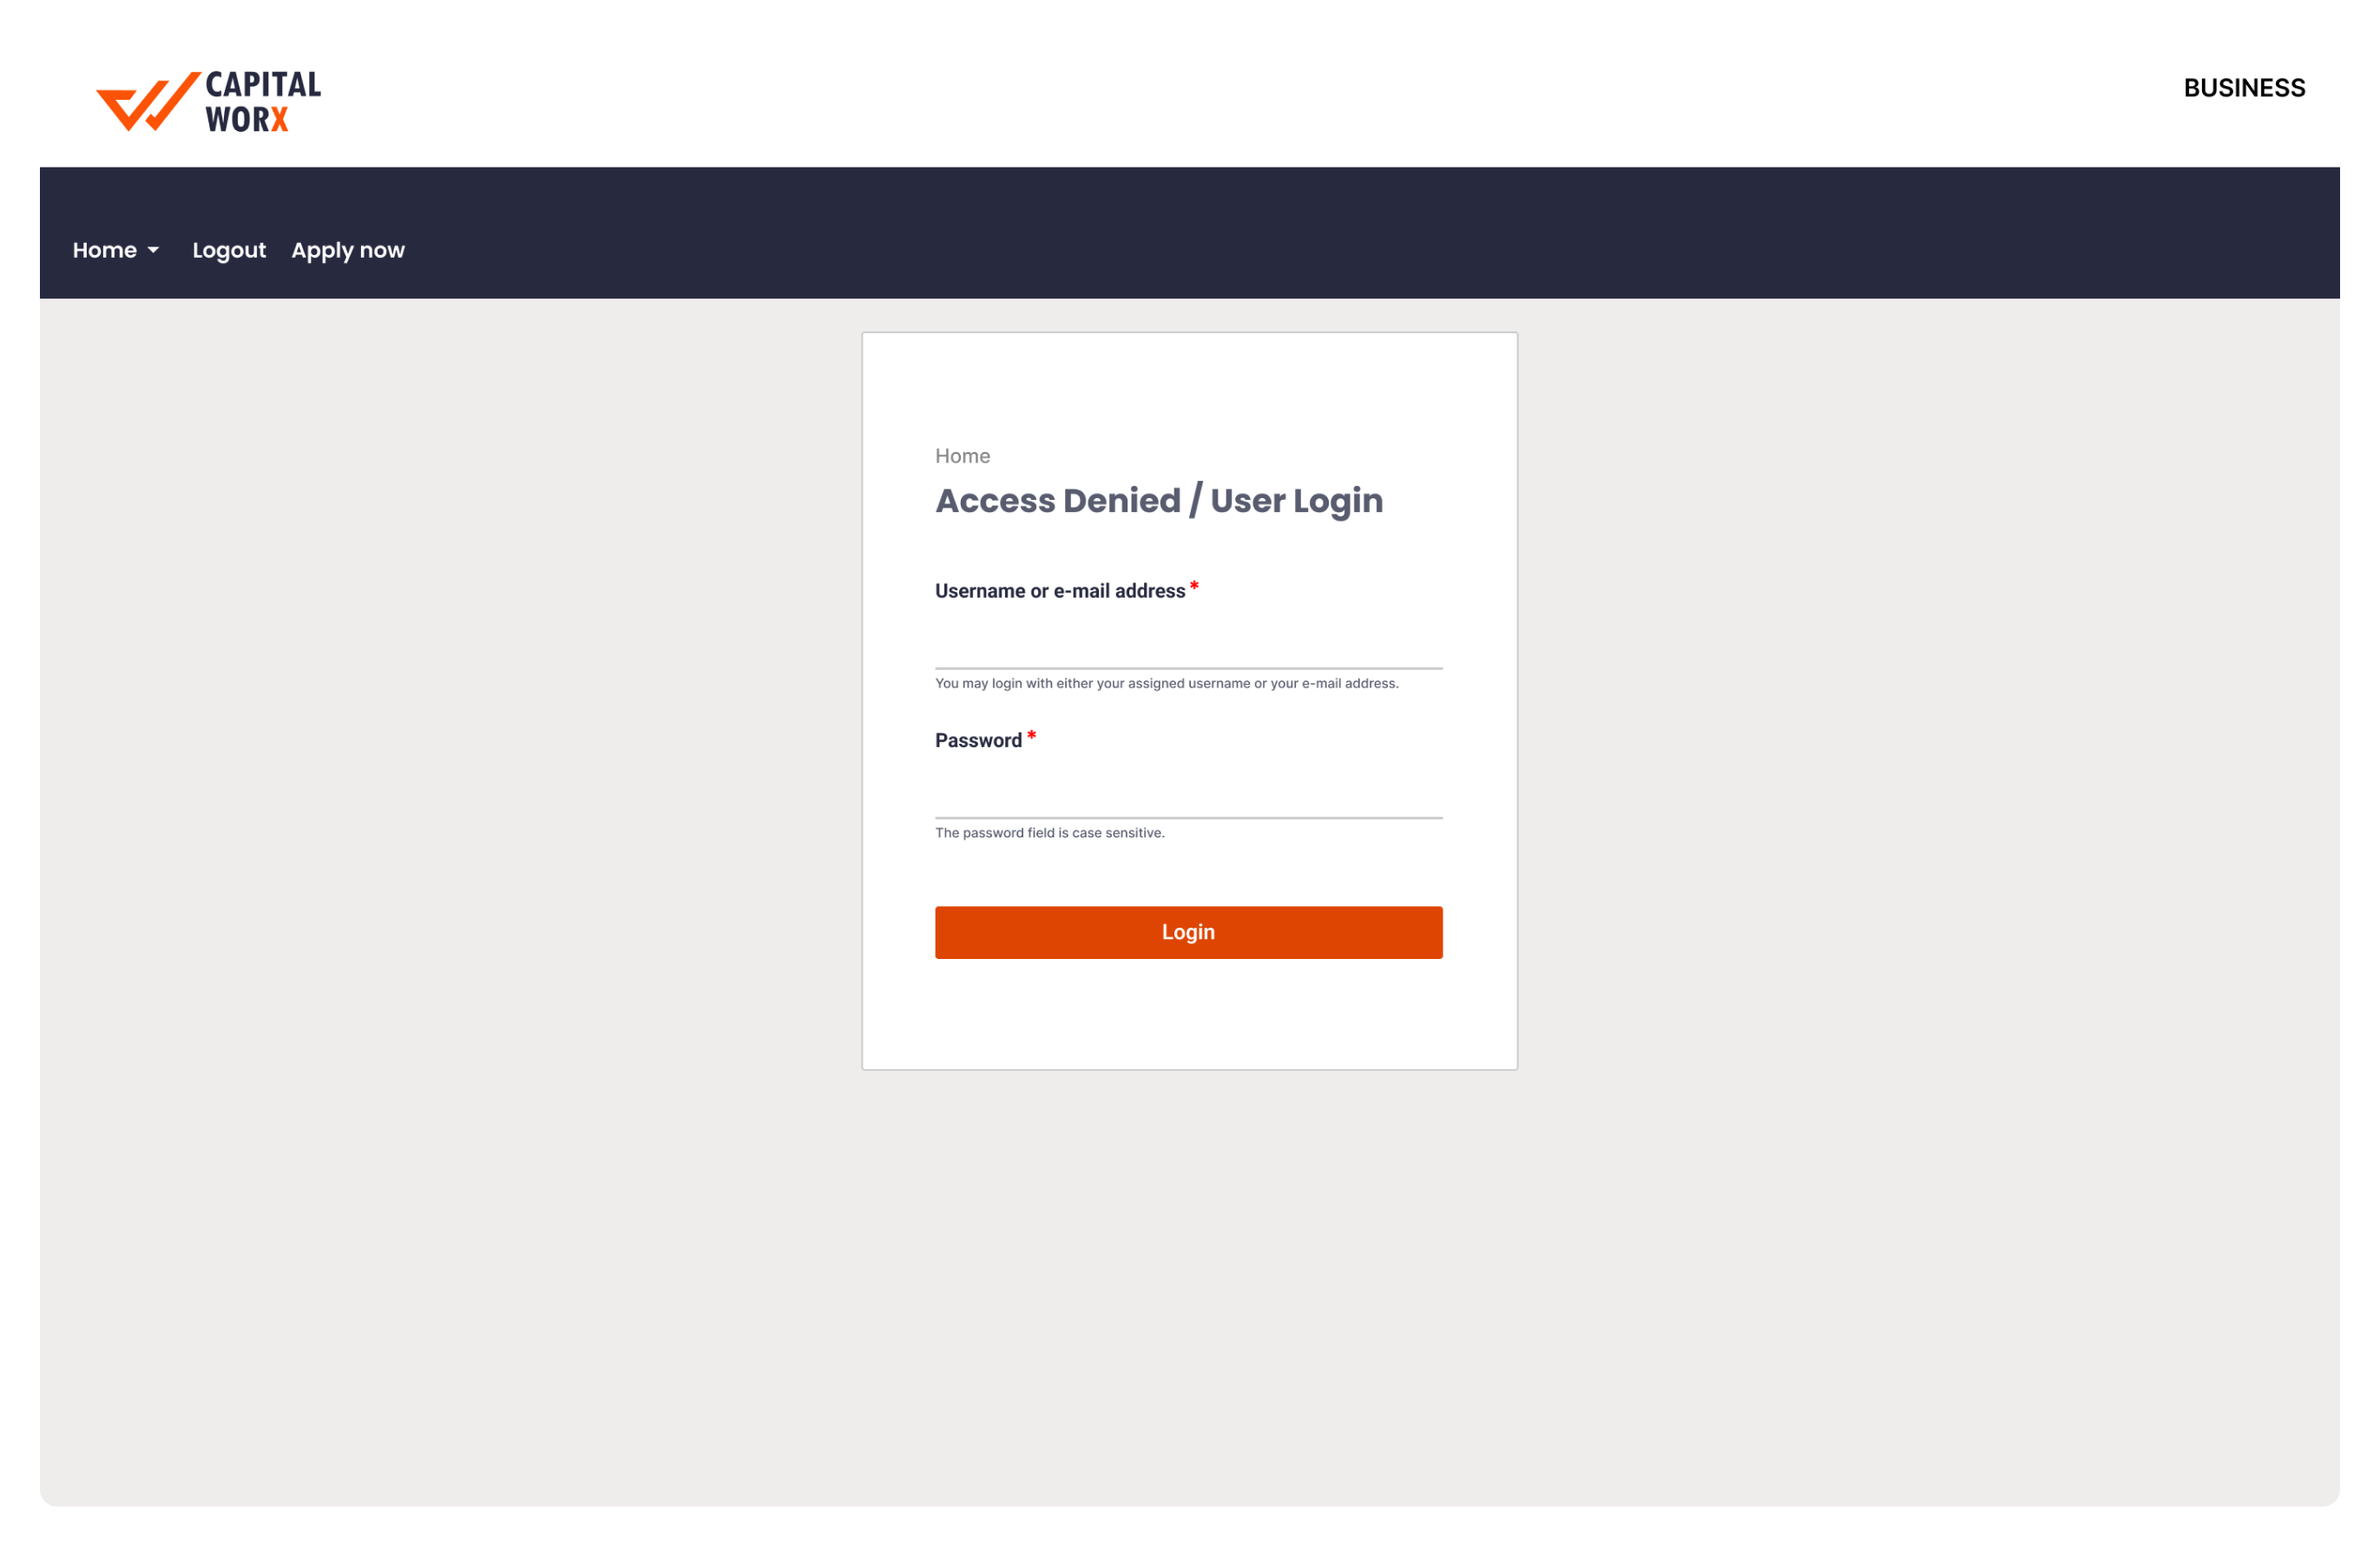 CAPITAL
WORX
BUSINESS
Home Logout Apply now
Home
Access Denied / User Login
Username or e-mail address *
You may login with either your assigned username or your e-mail address.
Password *
The password field is case sensitive.
Login